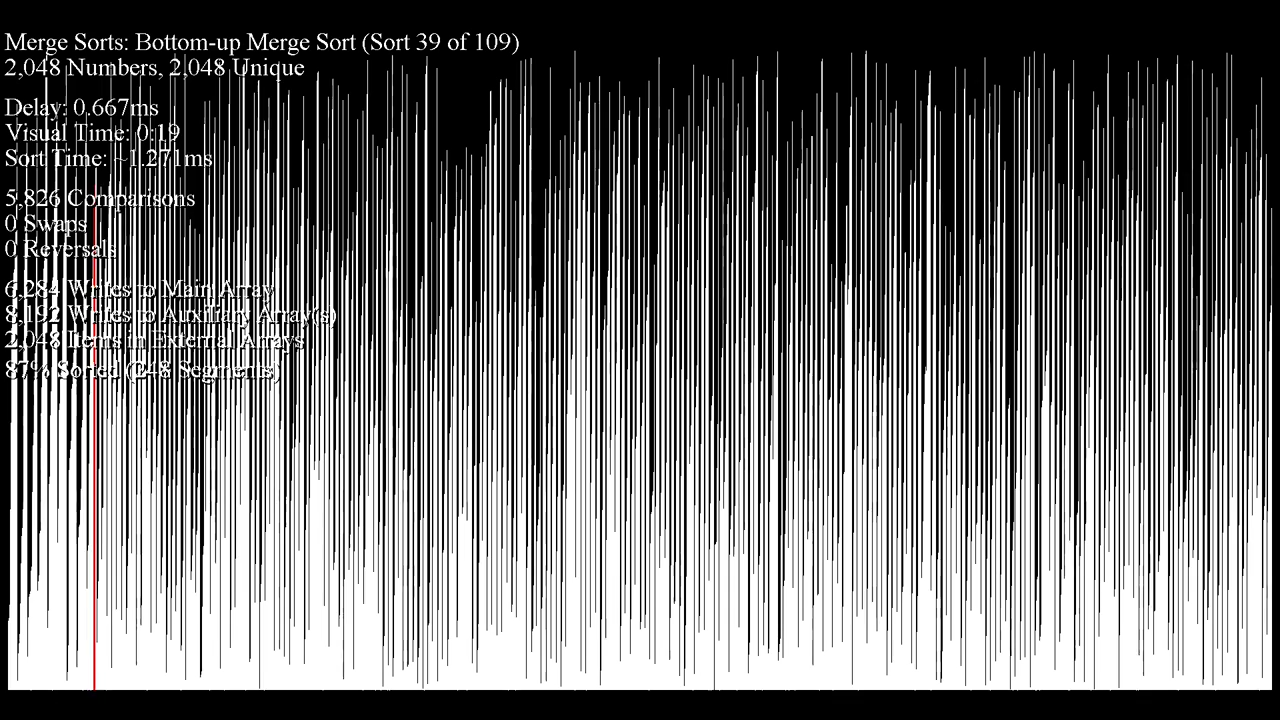 Merge Sorts: Bottom-up Merge Sort (Sort 39 of 109)
2,048 Numbers, 2,048 Unique
Delay: 0.667ms
Visual Time: 0:19
Sort Time: ~1.271ms
5,826 Comparisons
0 Swaps
0 Reversals
6,284 Writes to Main Array
8,192 Writes to Auxiliary Array(s)
2,048 Items in External Arrays
87% Sorted (248 Segments)